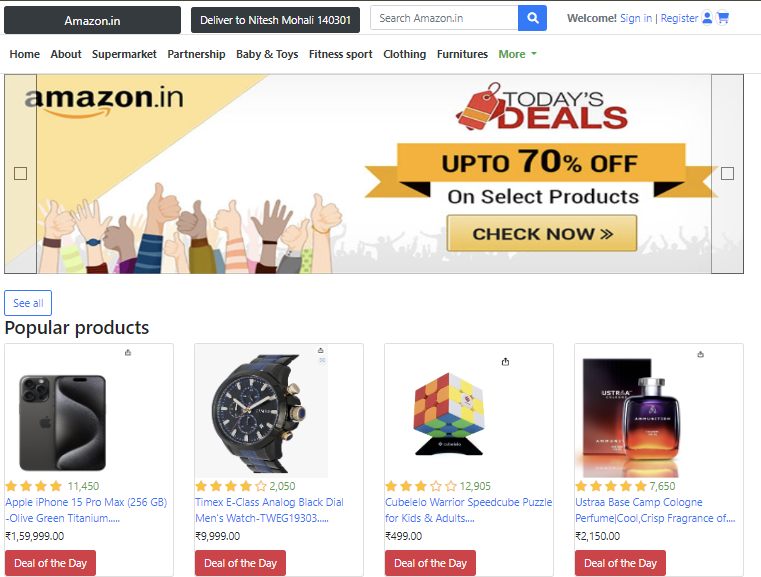 Amazon.in
Deliver to Nitesh Mohali 140301
Search Amazon.in
Welcome! Sign in | Register
Home About Supermarket Partnership Baby & Toys Fitness sport Clothing Furnitures More
amazon.in
TODAY'S
DEALS
UPTO 70% OFF
On Select Products
CHECK NOW »
See all
Popular products
Cubelelo
USTRAA
COLOGNE
AMMUNITION
AMMUNITION
11,450
Apple iPhone 15 Pro Max (256 GB)
-Olive Green Titanium.....
₹1,59,999.00
Deal of the Day
2,050
Timex E-Class Analog Black Dial
Men's Watch-TWEG19303.....
₹9,999.00
Deal of the Day
12,905
Cubelelo Warrior Speedcube Puzzle
for Kids & Adults....
₹499.00
Deal of the Day
7,650
Ustraa Base Camp Cologne
Perfume|Cool,Crisp Fragrance of....
₹2,150.00
Deal of the Day